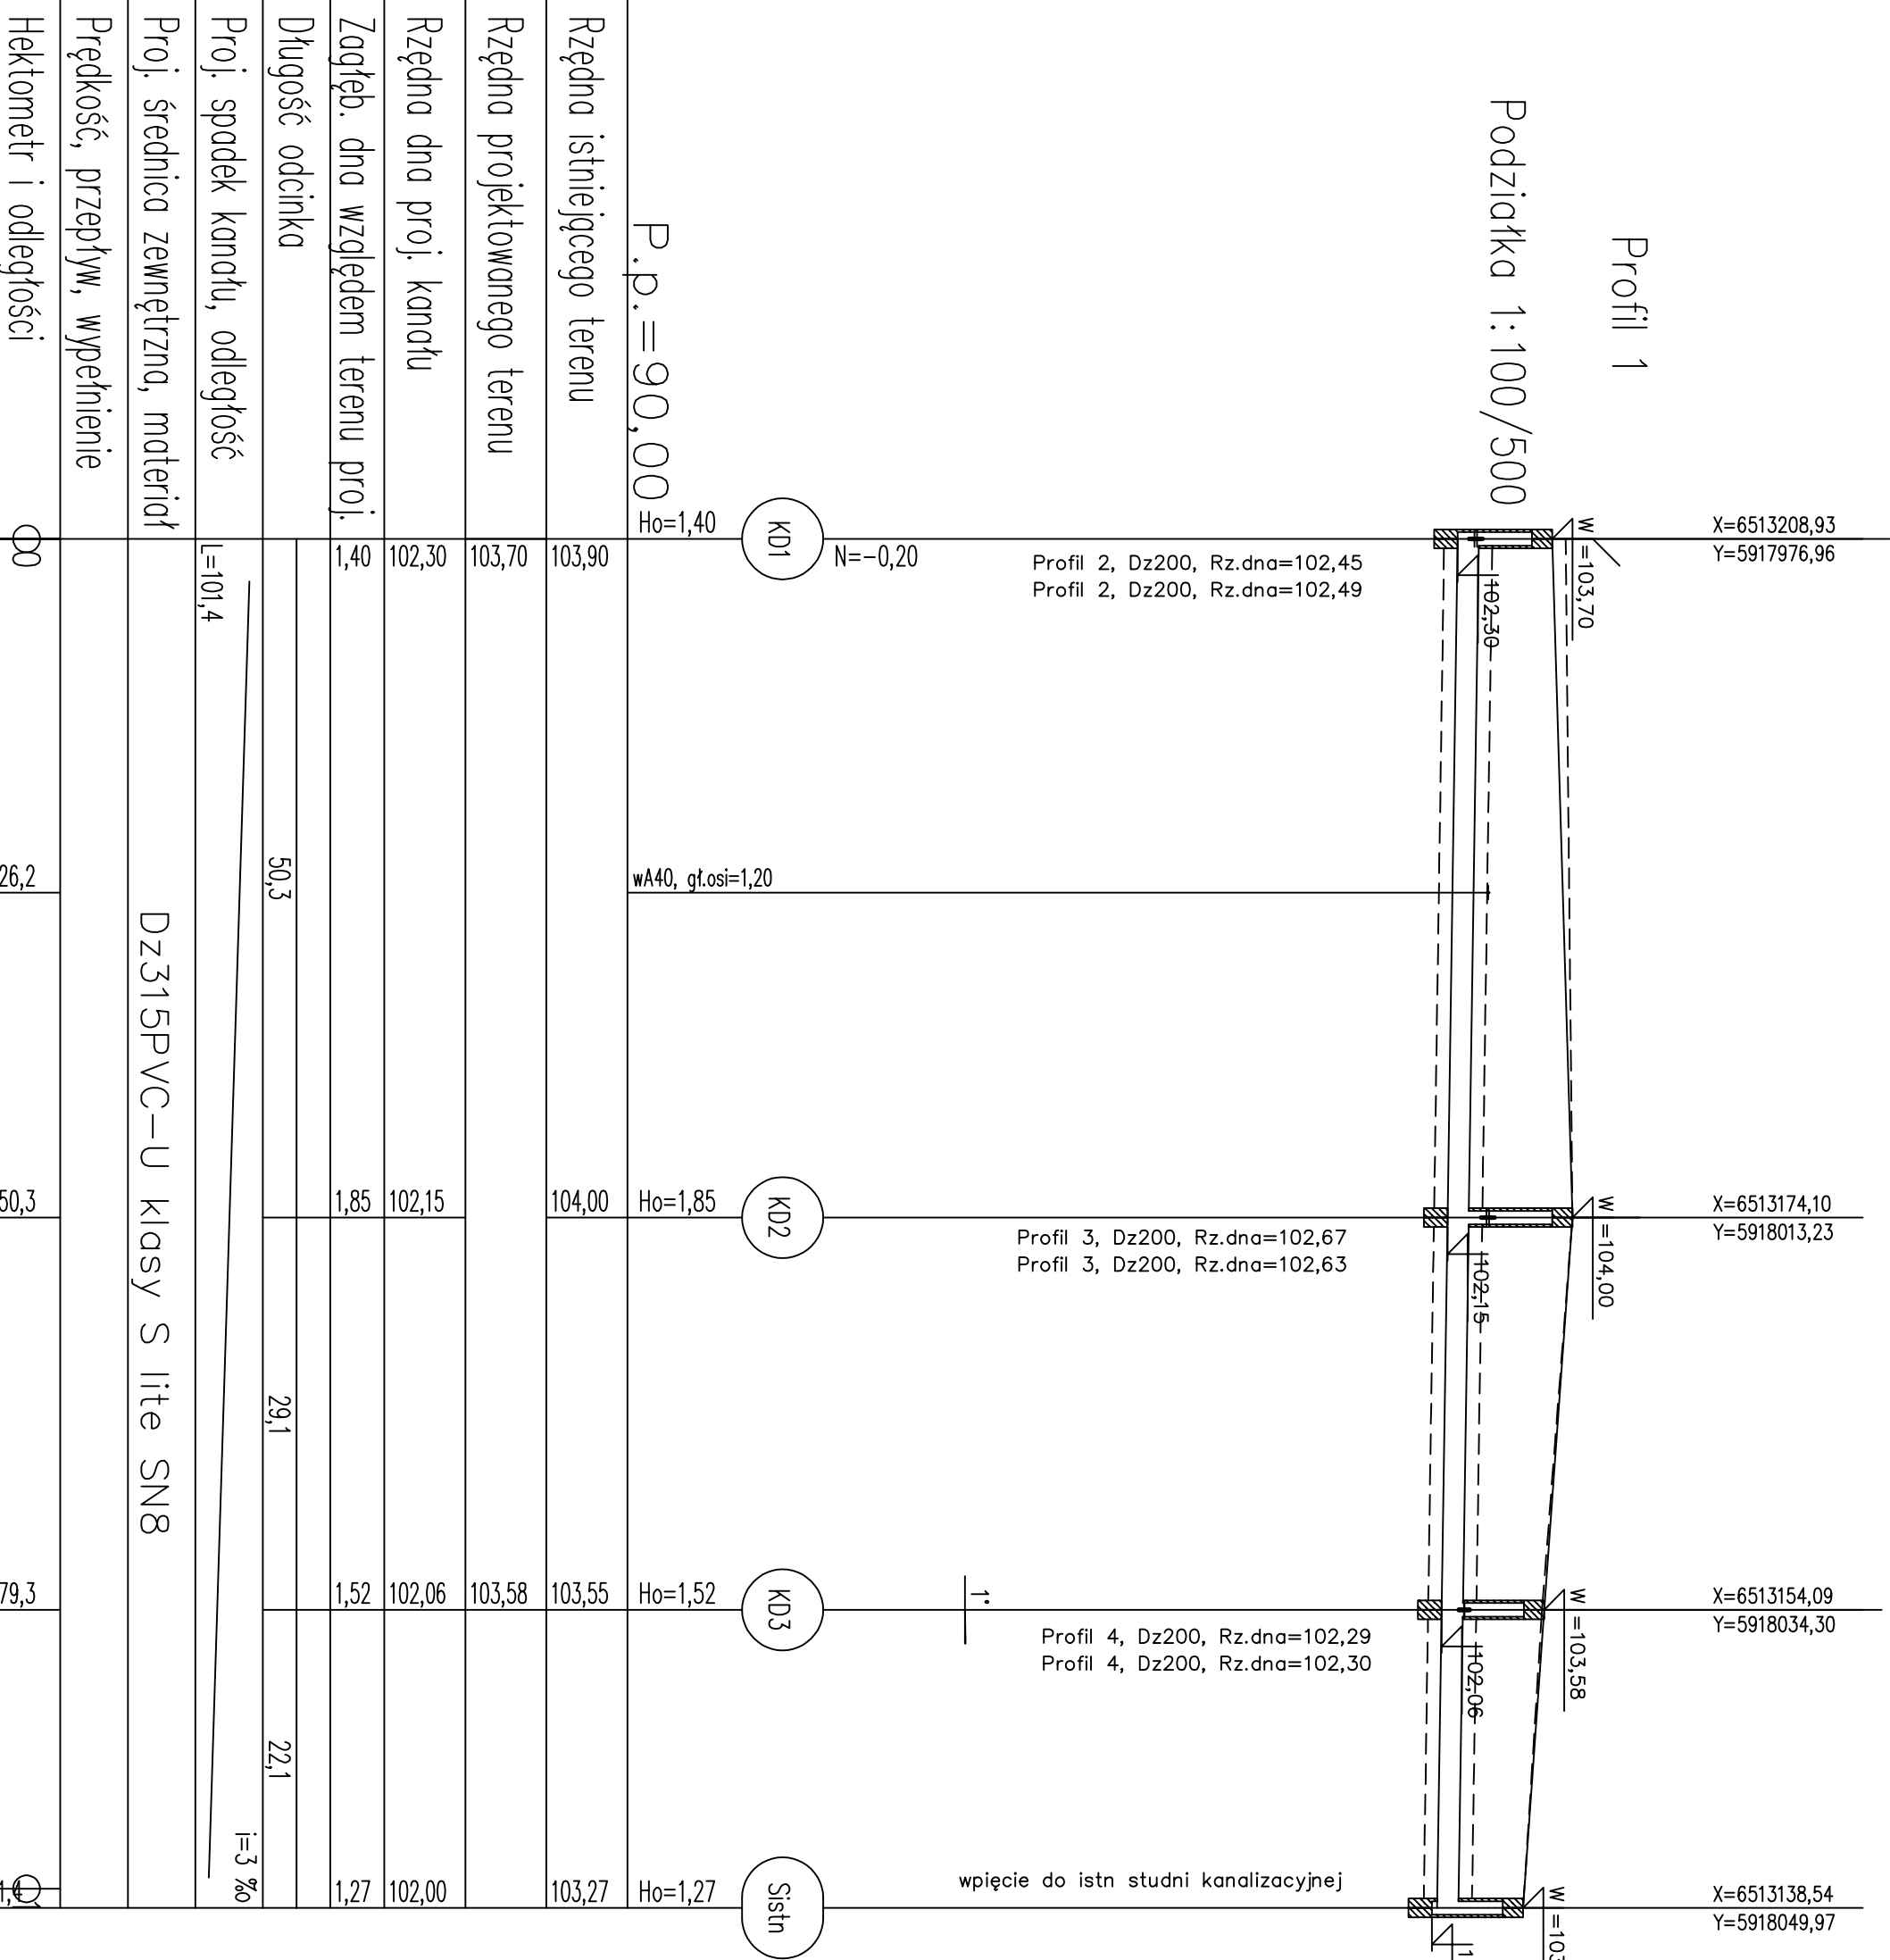 Profil 1
Podziałka 1:100/500
P.p.=90,00
X=6513208,93
Y=5917976,96
X=6513174,10
Y=5918013,23
X=6513154,09
Y=5918034,30
X=6513138,54
Y=5918049,97
W =103,70
W =104,00
W =103,58
W =103
102,30
102,15
102,06
Profil 2, Dz200, Rz.dna=102,45
Profil 2, Dz200, Rz.dna=102,49
Profil 3, Dz200, Rz.dna=102,67
Profil 3, Dz200, Rz.dna=102,63
Profil 4, Dz200, Rz.dna=102,29
Profil 4, Dz200, Rz.dna=102,30
wpięcie do istn studni kanalizacyjnej
1°
N=-0,20
KD1
KD2
KD3
Sistn
wA40, gł.osi=1,20
Ho=1,40
Ho=1,85
Ho=1,52
Ho=1,27
Rzędna istniejącego terenu
103,90
104,00
103,55
103,27
Rzędna projektowanego terenu
103,70
103,58
Rzędna dna proj. kanału
102,30
102,15
102,06
102,00
Zagłęb. dna względem terenu proj.
1,40
1,85
1,52
1,27
Długość odcinka
50,3
29,1
22,1
Proj. spadek kanału, odległość
L=101,4
i=3 ‰
Proj. średnica zewnętrzna, materiał
Dz315PVC-U klasy S lite SN8
Prędkość, przepływ, wypełnienie
Hektometr i odległości
26,2
50,3
79,3